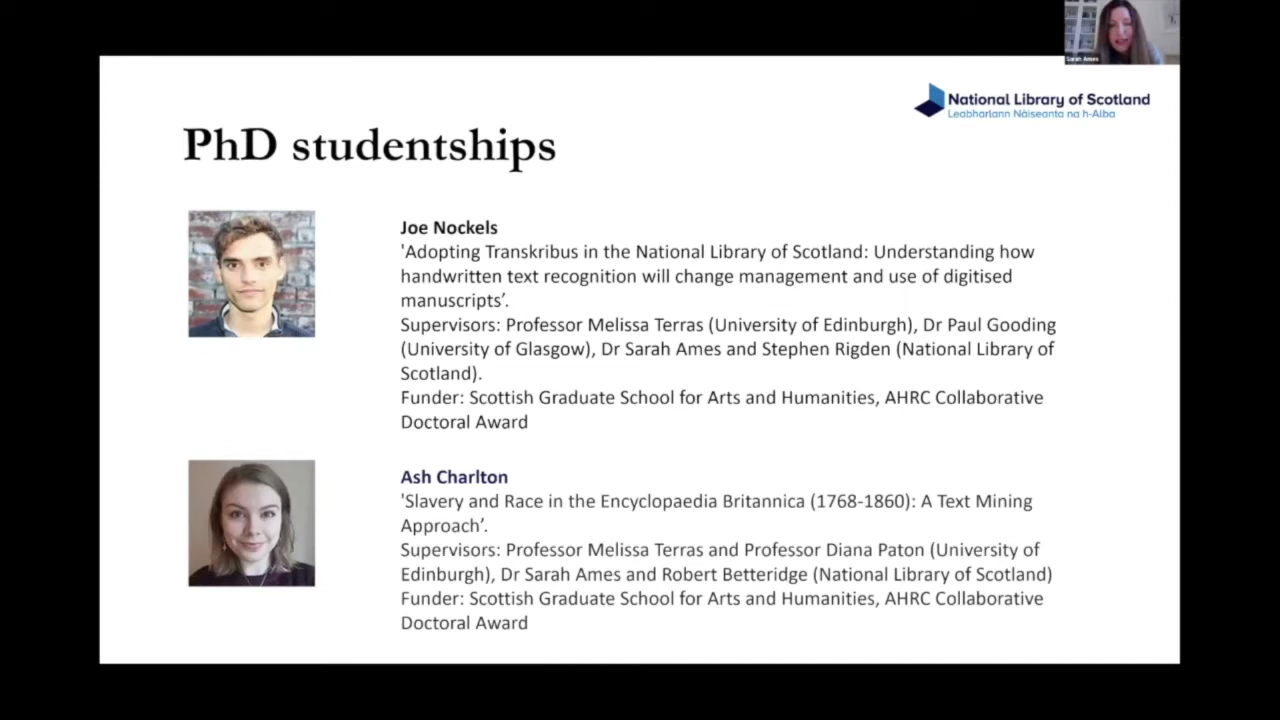 Sarah Ames
National Library of Scotland
Leabharlann Nàiseanta na h-Alba
PhD studentships
Joe Nockels
'Adopting Transkribus in the National Library of Scotland: Understanding how
handwritten text recognition will change management and use of digitised
manuscripts’.
Supervisors: Professor Melissa Terras (University of Edinburgh), Dr Paul Gooding
(University of Glasgow), Dr Sarah Ames and Stephen Rigden (National Library of
Scotland).
Funder: Scottish Graduate School for Arts and Humanities, AHRC Collaborative
Doctoral Award
Ash Charlton
'Slavery and Race in the Encyclopaedia Britannica (1768-1860): A Text Mining
Approach’.
Supervisors: Professor Melissa Terras and Professor Diana Paton (University of
Edinburgh), Dr Sarah Ames and Robert Betteridge (National Library of Scotland)
Funder: Scottish Graduate School for Arts and Humanities, AHRC Collaborative
Doctoral Award